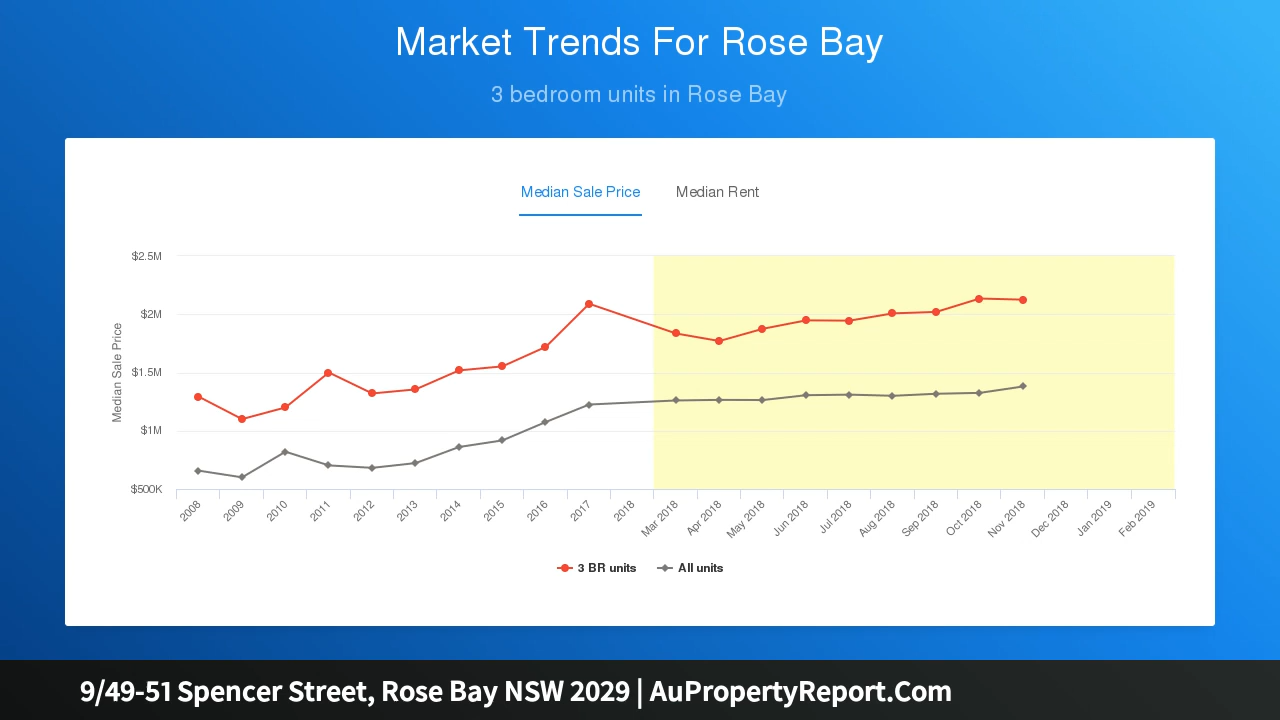 Market Trends For Rose Bay
3 bedroom units in Rose Bay
Median Sale Price Median Rent
$2.5M
$2M
$1.5M
$1M
$500K
Median Sale Price
2008 2009 2010 2011 2012 2013 2014 2015 2016 2017 2018 Mar 2018 Apr 2018 May 2018 Jun 2018 Jul 2018 Aug 2018 Sep 2018 Oct 2018 Nov 2018 Dec 2018 Jan 2019 Feb 2019
3 BR units All units
9/49-51 Spencer Street, Rose Bay NSW 2029 | AuPropertyReport.Com